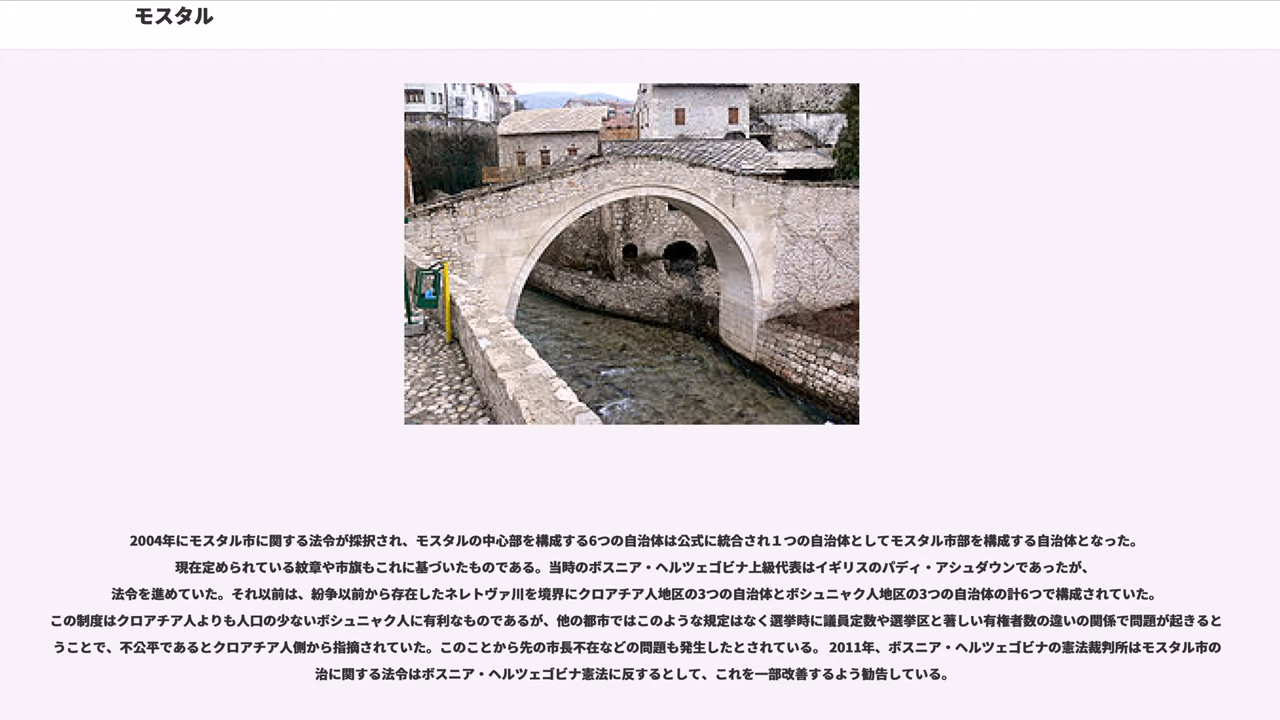 モスタル
2004年にモスタル市に関する法令が採択され、モスタルの中心部を構成する6つの自治体は公式に統合され１つの自治体としてモスタル市部を構成する自治体となった。
現在定められている紋章や市旗もこれに基づいたものである。当時のボスニア・ヘルツェゴビナ上級代表はイギリスのパディ・アシュダウンであったが、
法令を進めていた。それ以前は、紛争以前から存在したネレトヴァ川を境界にクロアチア人地区の3つの自治体とボシュニャク人地区の3つの自治体の計6つで構成されていた。
この制度はクロアチア人よりも人口の少ないボシュニャク人に有利なものであるが、他の都市ではこのような規定はなく選挙時に議員定数や選挙区と著しい有権者数の違いの関係で問題が起きると
うことで、不公平であるとクロアチア人側から指摘されていた。このことから先の市長不在などの問題も発生したとされている。 2011年、ボスニア・ヘルツェゴビナの憲法裁判所はモスタル市の
治に関する法令はボスニア・ヘルツェゴビナ憲法に反するとして、これを一部改善するよう勧告している。